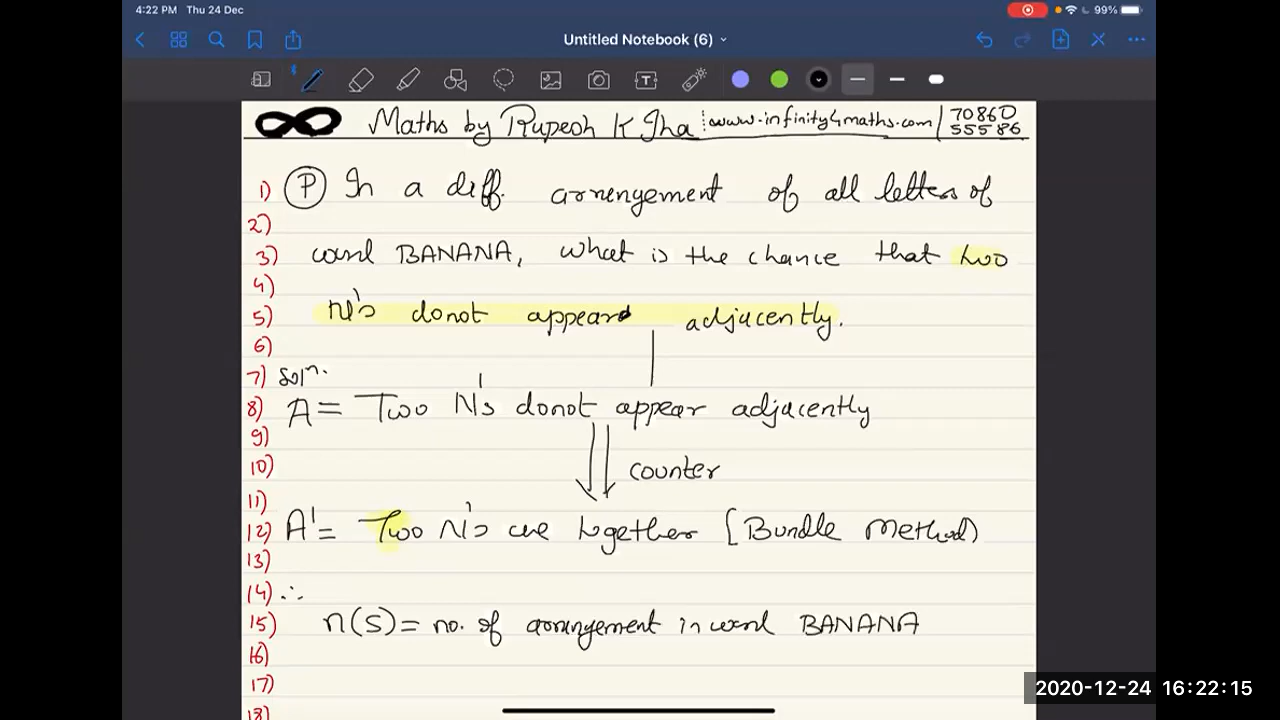 4:22 PM Thu 24 Dec
99%
Untitled Notebook (6)
Maths by Rupesh K Jha www.infinity4maths.com 70860 55586
1) (P) In a diff. arrengement of all letters of
2)
3) word BANANA, what is the chance that two
4)
5) N's donot appear adjacently.
6)
7) Soln.
8) A = Two N's donot appear adjacently
9)
10) counter
11)
12) A' = Two N's are together [Bundle Method)
13)
14) ∴
15) n(S) = no. of arrangement in word BANANA
16)
17)
18)
2020-12-24 16:22:15